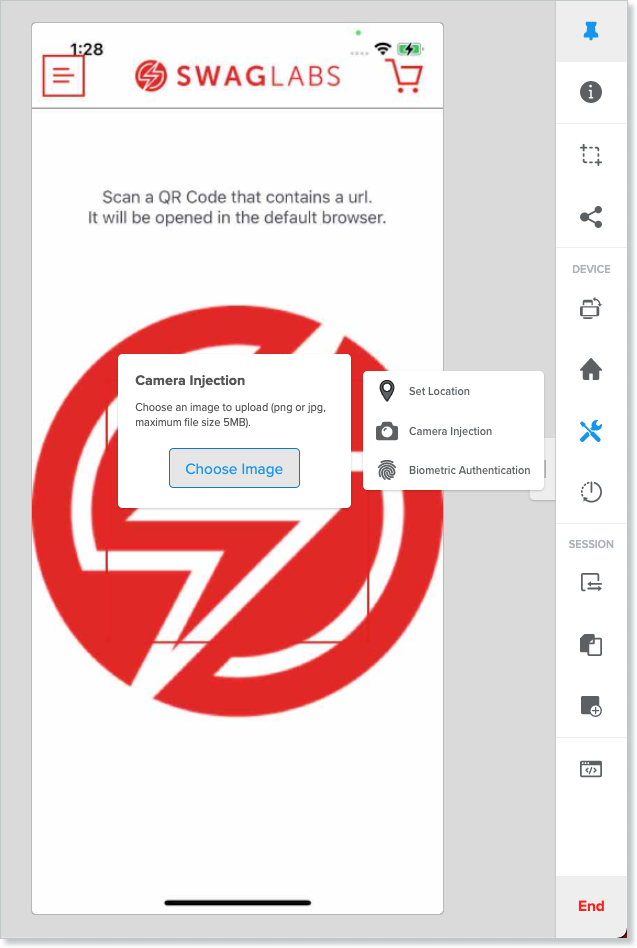 1:28
SWAGLABS
Scan a QR Code that contains a url.
It will be opened in the default browser.
Camera Injection
Choose an image to upload (png or jpg,
maximum file size 5MB).
Choose Image
Set Location
Camera Injection
Biometric Authentication
DEVICE
SESSION
End